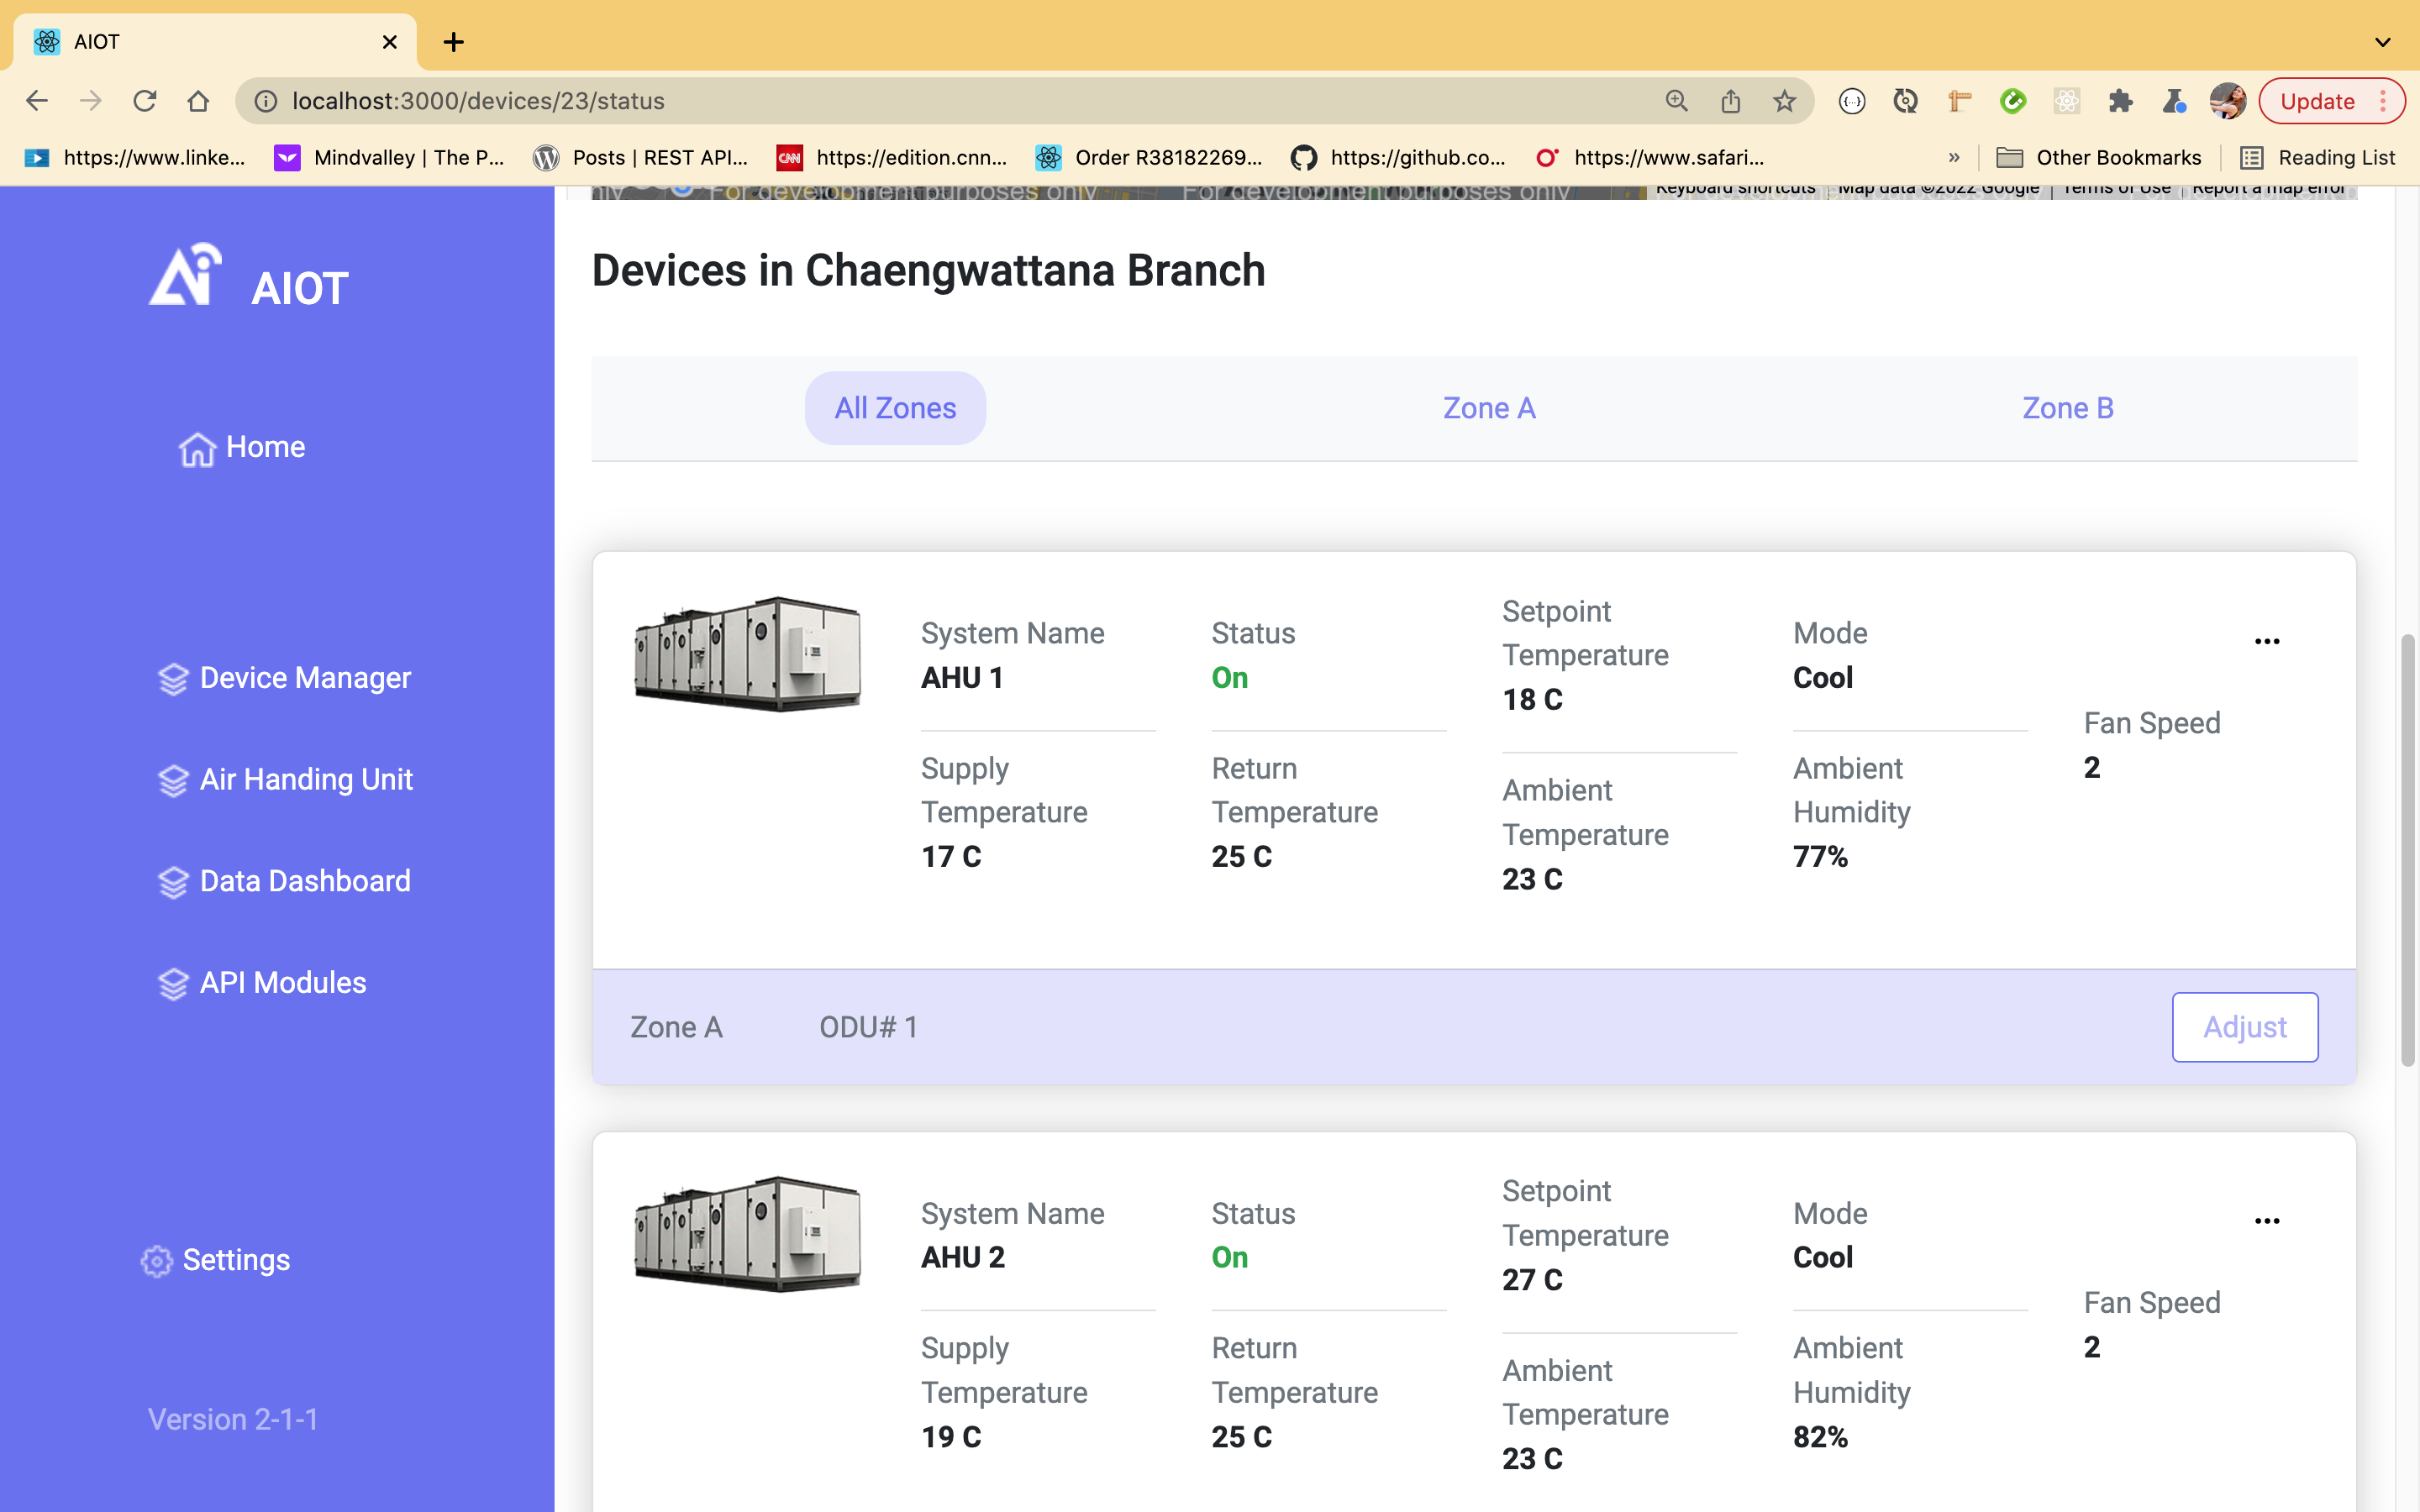 AIOT
localhost:3000/devices/23/status
Update
https://www.linke...
Mindvalley | The P...
Posts | REST API...
CNN
https://edition.cnn...
Order R38182269...
https://github.co...
https://www.safari...
»
Other Bookmarks
Reading List
For development purposes only
For development purposes only
Keyboard shortcuts
Map data ©2022 Google
Terms of Use
Report a map error
AIOT
Home
Device Manager
Air Handing Unit
Data Dashboard
API Modules
Settings
Version 2-1-1
Devices in Chaengwattana Branch
All Zones
Zone A
Zone B
System Name
AHU 1
Status
On
Setpoint
Temperature
18 C
Mode
Cool
...
Fan Speed
2
Supply
Temperature
17 C
Return
Temperature
25 C
Ambient
Temperature
23 C
Ambient
Humidity
77%
Zone A
ODU# 1
Adjust
System Name
AHU 2
Status
On
Setpoint
Temperature
27 C
Mode
Cool
...
Fan Speed
2
Supply
Temperature
19 C
Return
Temperature
25 C
Ambient
Temperature
23 C
Ambient
Humidity
82%